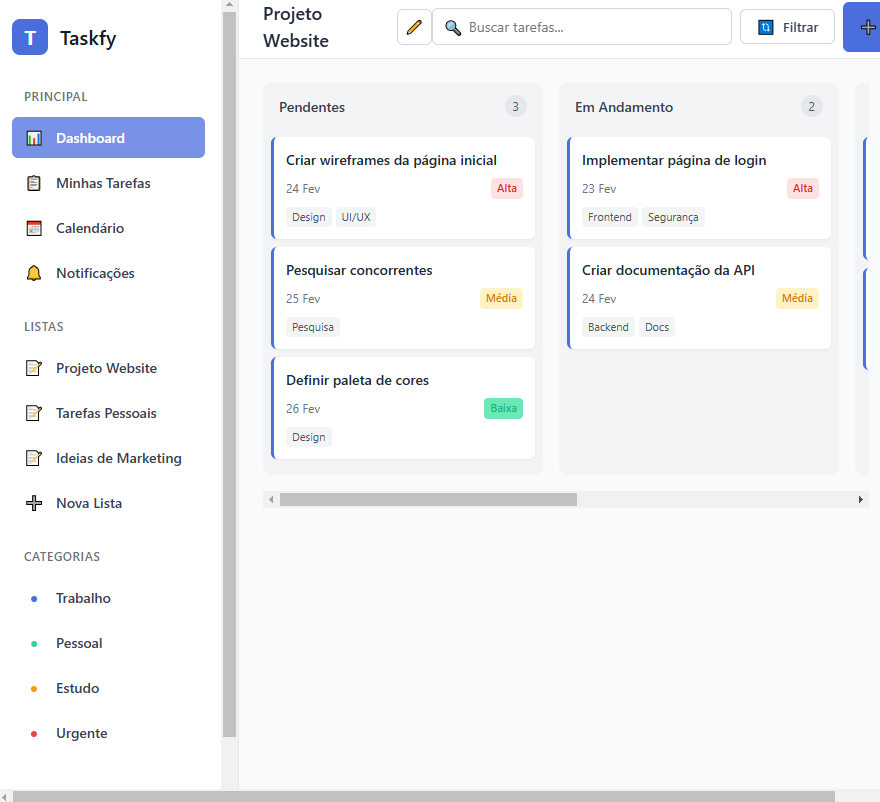 T
Taskfy
PRINCIPAL
Dashboard
Minhas Tarefas
Calendário
Notificações
LISTAS
Projeto Website
Tarefas Pessoais
Ideias de Marketing
Nova Lista
CATEGORIAS
Trabalho
Pessoal
Estudo
Urgente
Projeto
Website
Buscar tarefas...
Filtrar
Pendentes 3
Criar wireframes da página inicial
24 Fev Alta
Design UI/UX
Pesquisar concorrentes
25 Fev Média
Pesquisa
Definir paleta de cores
26 Fev Baixa
Design
Em Andamento 2
Implementar página de login
23 Fev Alta
Frontend Segurança
Criar documentação da API
24 Fev Média
Backend Docs